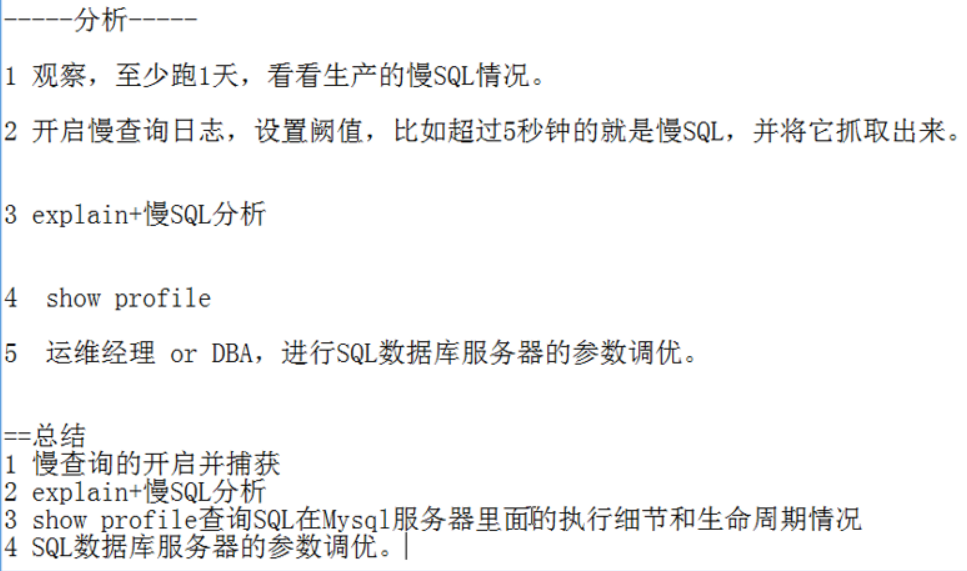 -----分析-----
1 观察，至少跑1天，看看生产的慢SQL情况。
2 开启慢查询日志，设置阙值，比如超过5秒钟的就是慢SQL，并将它抓取出来。
3 explain+慢SQL分析
4  show profile
5  运维经理 or DBA，进行SQL数据库服务器的参数调优。
==总结
1 慢查询的开启并捕获
2 explain+慢SQL分析
3 show profile查询SQL在Mysql服务器里面的执行细节和生命周期情况
4 SQL数据库服务器的参数调优。